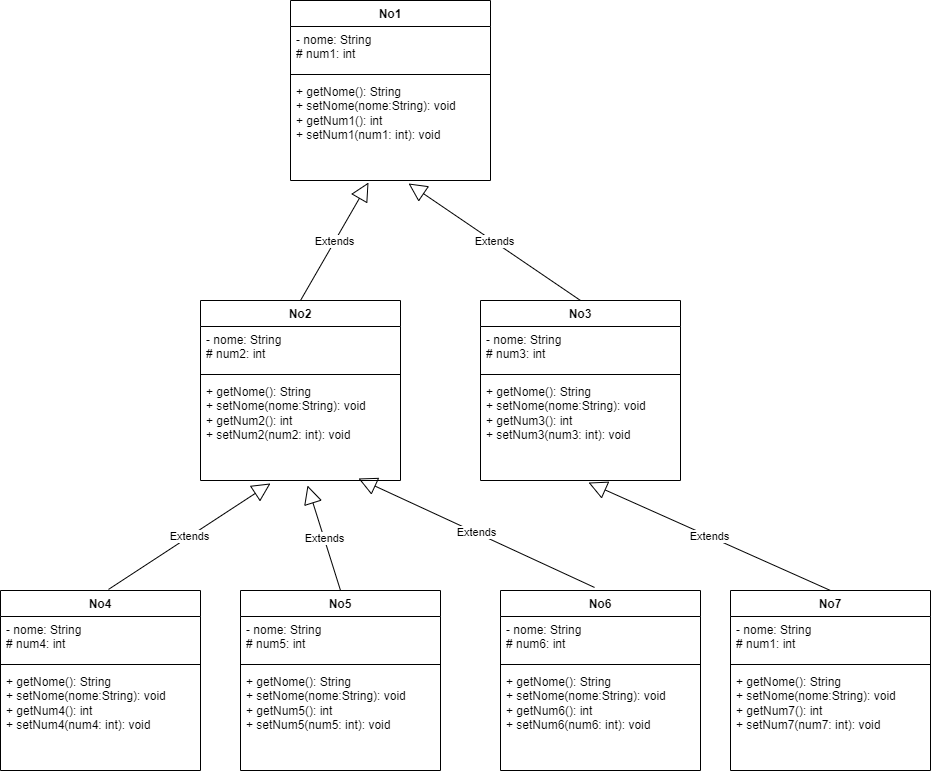 No1
- nome: String
# num1: int
+ getNome(): String
+ setNome(nome:String): void
+ getNum1(): int
+ setNum1(num1: int): void
Extends
Extends
No2
- nome: String
# num2: int
+ getNome(): String
+ setNome(nome:String): void
+ getNum2(): int
+ setNum2(num2: int): void
No3
- nome: String
# num3: int
+ getNome(): String
+ setNome(nome:String): void
+ getNum3(): int
+ setNum3(num3: int): void
Extends
Extends
Extends
Extends
No4
- nome: String
# num4: int
+ getNome(): String
+ setNome(nome:String): void
+ getNum4(): int
+ setNum4(num4: int): void
No5
- nome: String
# num5: int
+ getNome(): String
+ setNome(nome:String): void
+ getNum5(): int
+ setNum5(num5: int): void
No6
- nome: String
# num6: int
+ getNome(): String
+ setNome(nome:String): void
+ getNum6(): int
+ setNum6(num6: int): void
No7
- nome: String
# num1: int
+ getNome(): String
+ setNome(nome:String): void
+ getNum7(): int
+ setNum7(num7: int): void